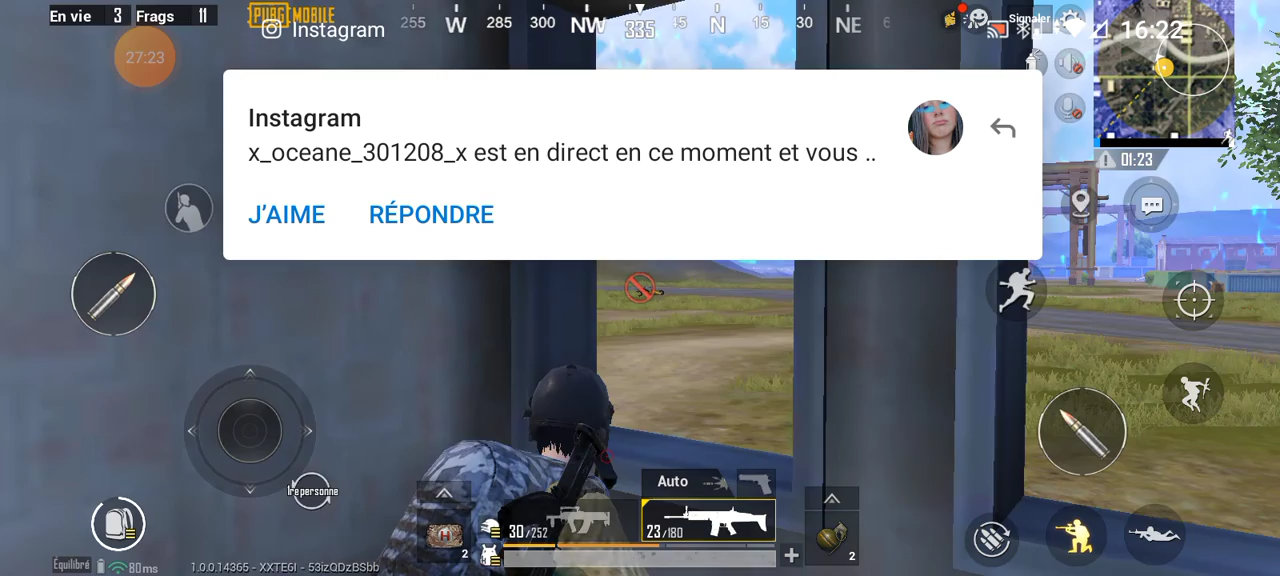 En vie 3 Frags 11
PUBG MOBILE
Instagram
255 W 285 300 NW 335 N 15 30 NE
Signaler
16:22
27:23
Instagram
x_oceane_301208_x est en direct en ce moment et vous ..
J’AIME RÉPONDRE
01:23
1re personne
Auto
30/252
23/180
2
2
Équilibré
80ms
1.0.0.14365 - XXTE6I - 53izQDzBSbb